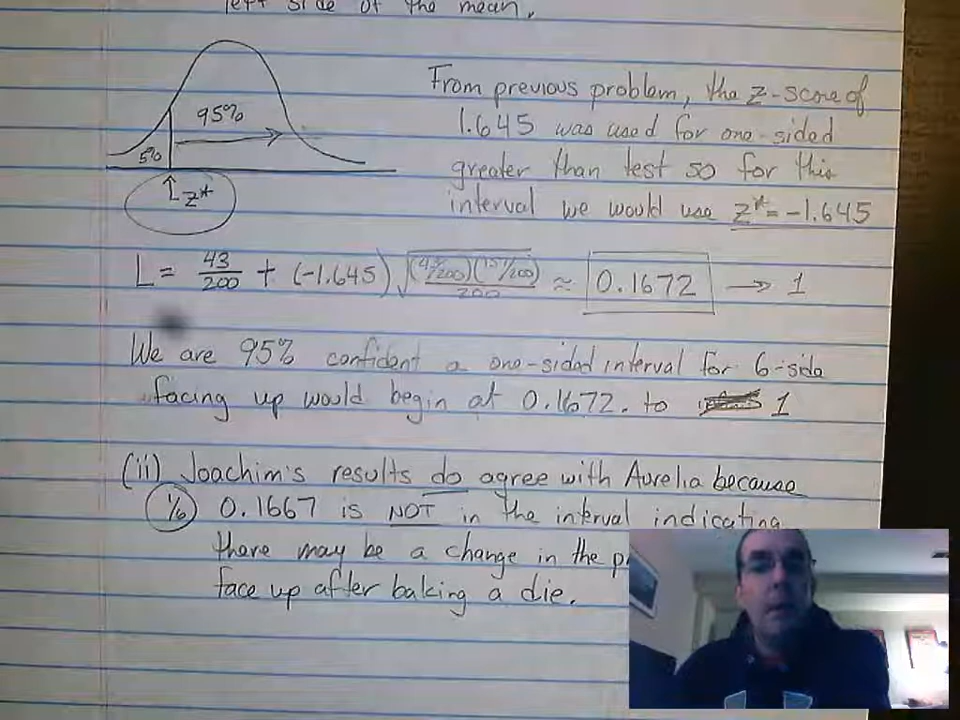 left side of the mean.
95%
5%
z*
From previous problem, the z-score of
1.645 was used for one-sided
greater than test so for this
interval we would use z* = -1.645
L = 43/200 + (-1.645) √((43/200)(157/200)/200) ≈ 0.1672 → 1
We are 95% confident a one-sided interval for 6-side
facing up would begin at 0.1672. to 1
(ii) Joachim's results do agree with Aurelia because
1/6 0.1667 is NOT in the interval indicating
there may be a change in the
face up after baking a die.